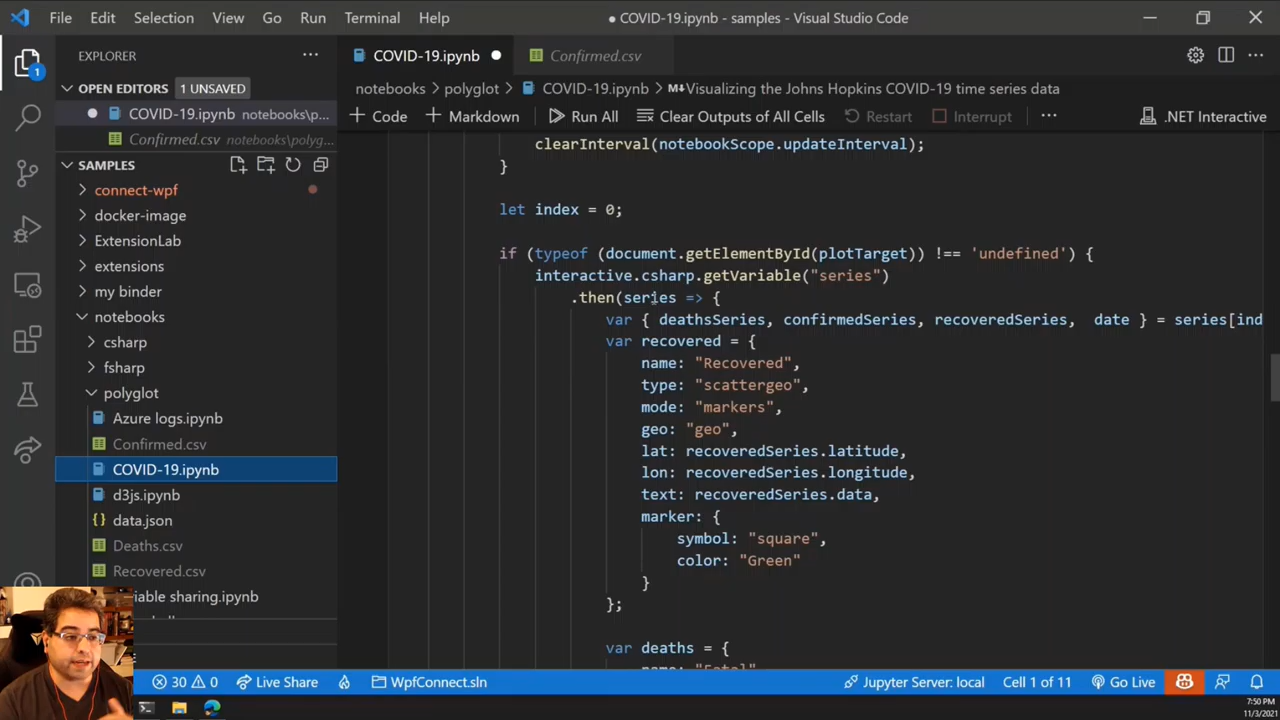 File Edit Selection View Go Run Terminal Help ● COVID-19.ipynb - samples - Visual Studio Code
EXPLORER
COVID-19.ipynb
Confirmed.csv
1
OPEN EDITORS 1 UNSAVED
notebooks > polyglot > COVID-19.ipynb > M↓Visualizing the Johns Hopkins COVID-19 time series data
COVID-19.ipynb notebooks\p...
Confirmed.csv notebooks\polyg...
+ Code + Markdown Run All Clear Outputs of All Cells Restart Interrupt ... .NET Interactive
SAMPLES
connect-wpf
docker-image
ExtensionLab
extensions
my binder
notebooks
csharp
fsharp
polyglot
Azure logs.ipynb
Confirmed.csv
COVID-19.ipynb
d3js.ipynb
{} data.json
Deaths.csv
Recovered.csv
riable sharing.ipynb
clearInterval(notebookScope.updateInterval);
}
let index = 0;
if (typeof (document.getElementById(plotTarget)) !== 'undefined') {
interactive.csharp.getVariable("series")
.then(series => {
var { deathsSeries, confirmedSeries, recoveredSeries, date } = series[ind
var recovered = {
name: "Recovered",
type: "scattergeo",
mode: "markers",
geo: "geo",
lat: recoveredSeries.latitude,
lon: recoveredSeries.longitude,
text: recoveredSeries.data,
marker: {
symbol: "square",
color: "Green"
}
};
var deaths = {
name: "Fatal"
30 0 Live Share WpfConnect.sln Jupyter Server: local Cell 1 of 11 Go Live
7:50 PM
11/3/2021